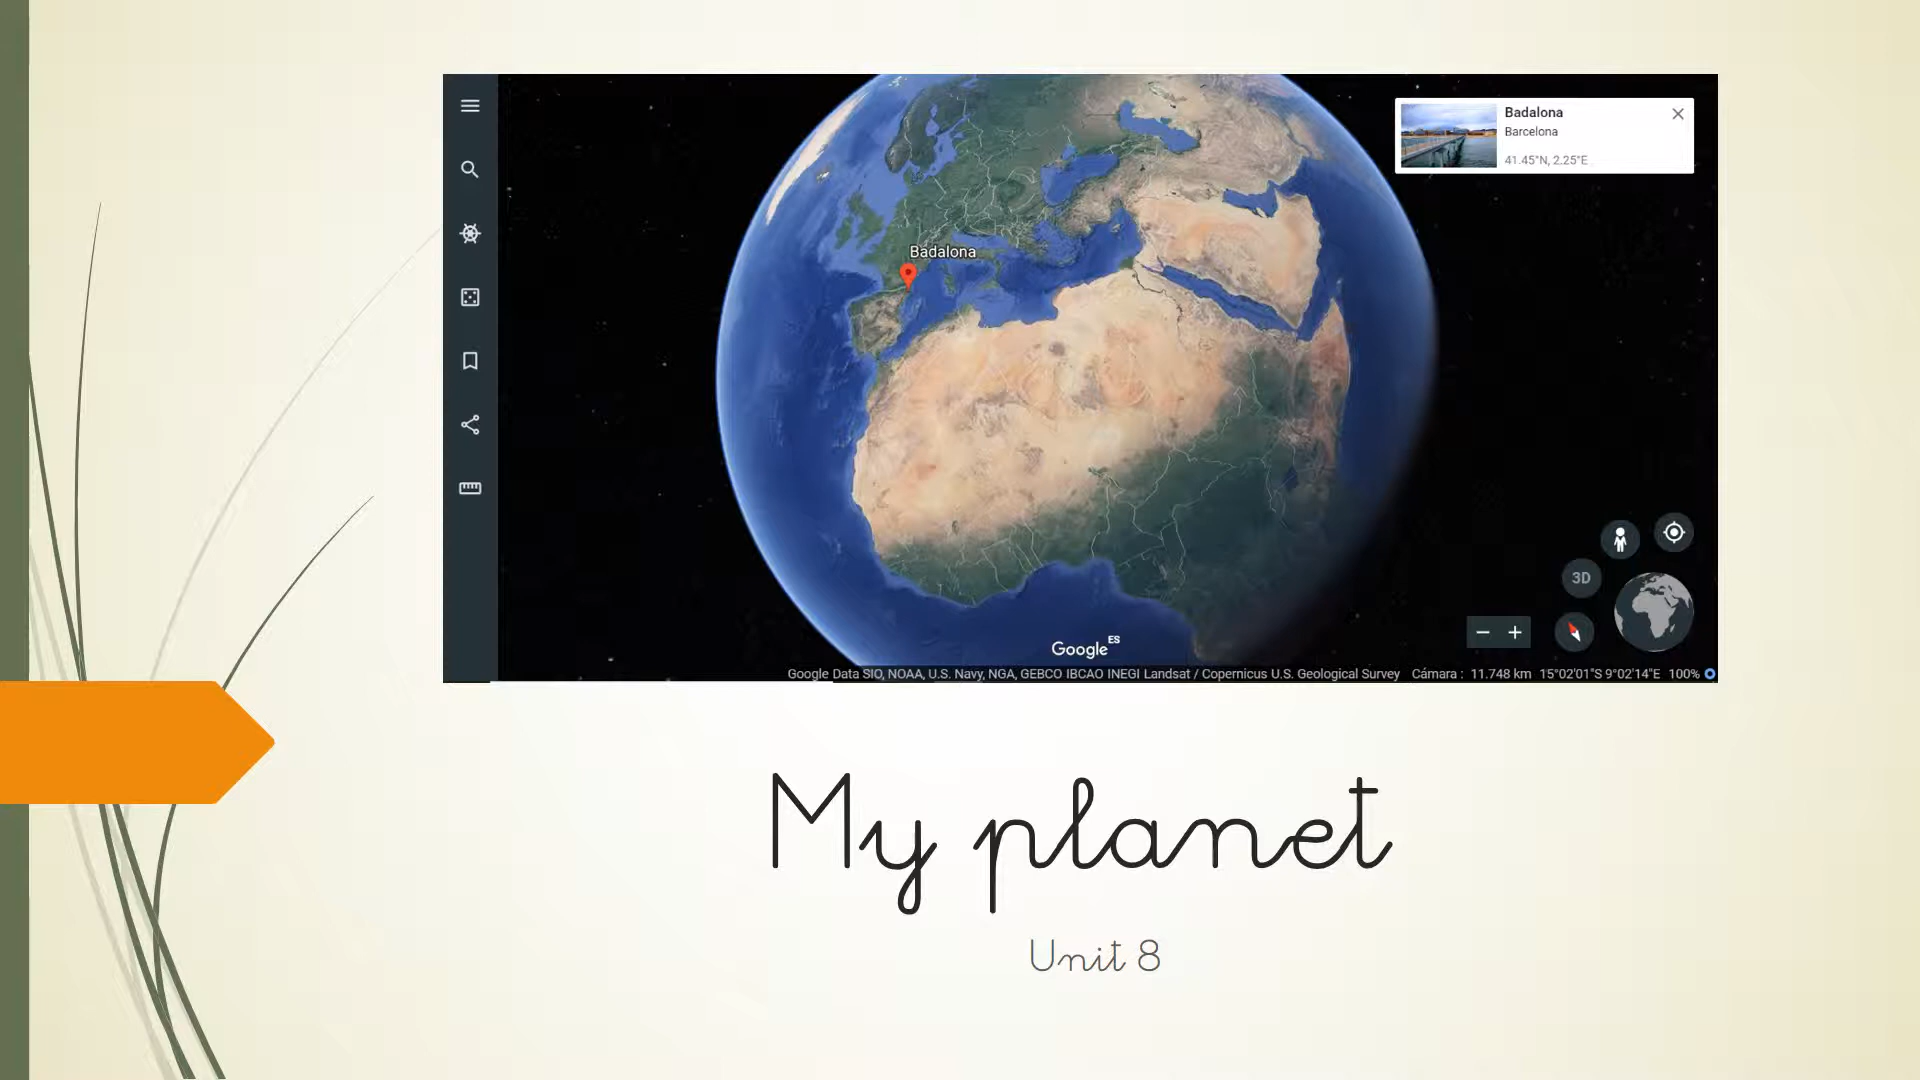 Badalona
Barcelona
41.45°N, 2.25°E
Badalona
3D
Google ES
Google Data SIO, NOAA, U.S. Navy, NGA, GEBCO IBCAO INEGI Landsat / Copernicus U.S. Geological Survey Cámara : 11.748 km 15°02'01"S 9°02'14"E 100%
My planet
Unit 8